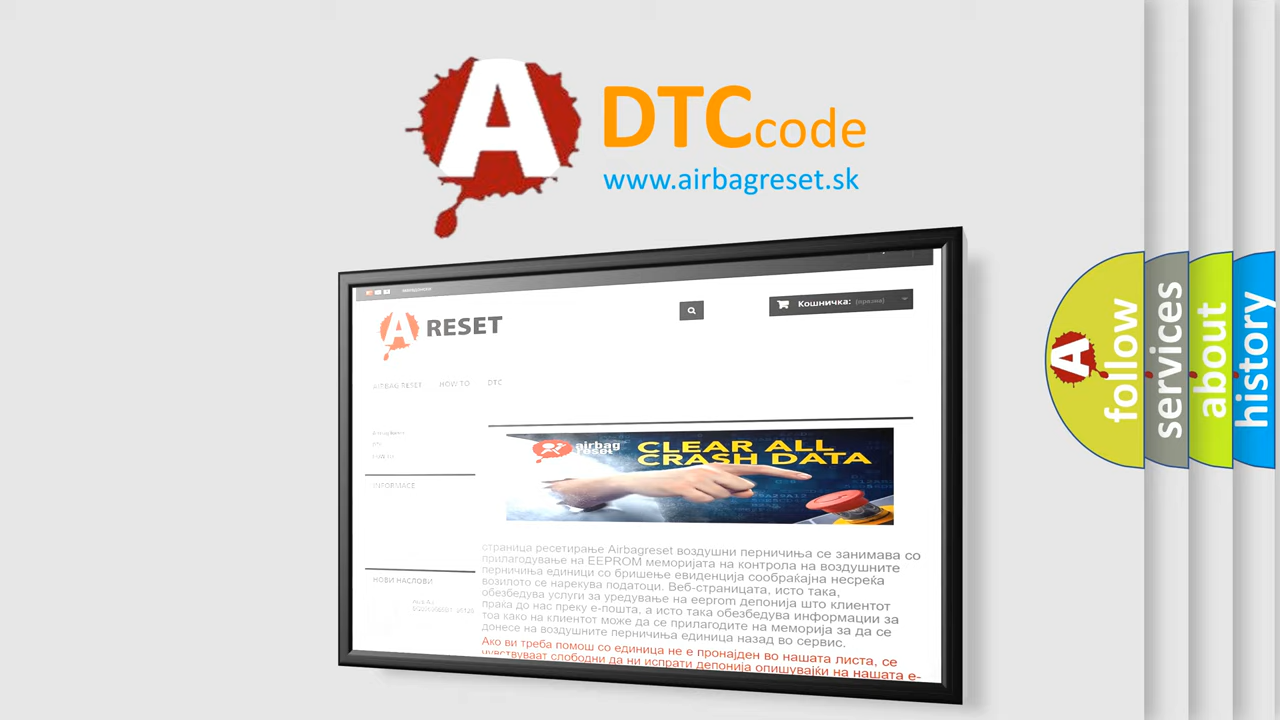 A
DTC code
www.airbagreset.sk
A RESET
Кошничка: (празна)
AIRBAG RESET HOW TO DTC
INFORMACE
airbag
reset
CLEAR ALL
CRASH DATA
страница ресетирање Airbagreset воздушни перничиња се занимава со
прилагодување на EEPROM меморијата на контрола на воздушните
перничиња единици со бришење евиденција сообраќајна несреќа
возилото се нарекува податоци. Веб-страницата, исто така,
обезбедува услуги за уредување на eeprom депонија што клиентот
праќа до нас преку е-пошта, а исто така обезбедува информации за
тоа како на клиентот може да се прилагодите на меморија за да се
донесе на воздушните перничиња единица назад во сервис.
Ако ви треба помош со единица не е пронајден во нашата листа, се
чувствуваат слободни да ни испрати депонија опишувајќи на нашата е-
НОВИ НАСЛОВИ
A
follow
services
about
history